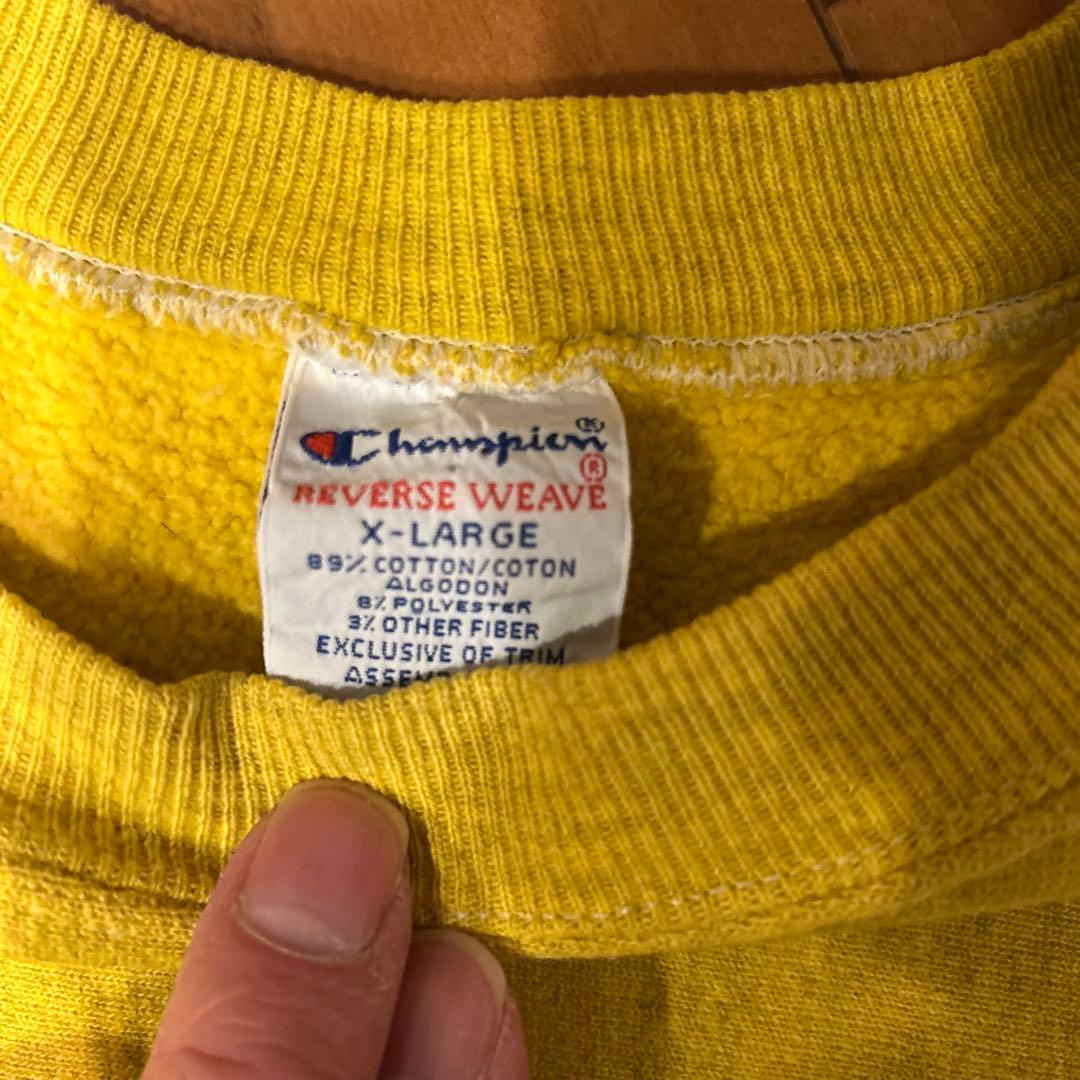 Champion®
REVERSE WEAVE®
X-LARGE
89% COTTON/COTON
ALGODON
8% POLYESTER
3% OTHER FIBER
EXCLUSIVE OF TRIM